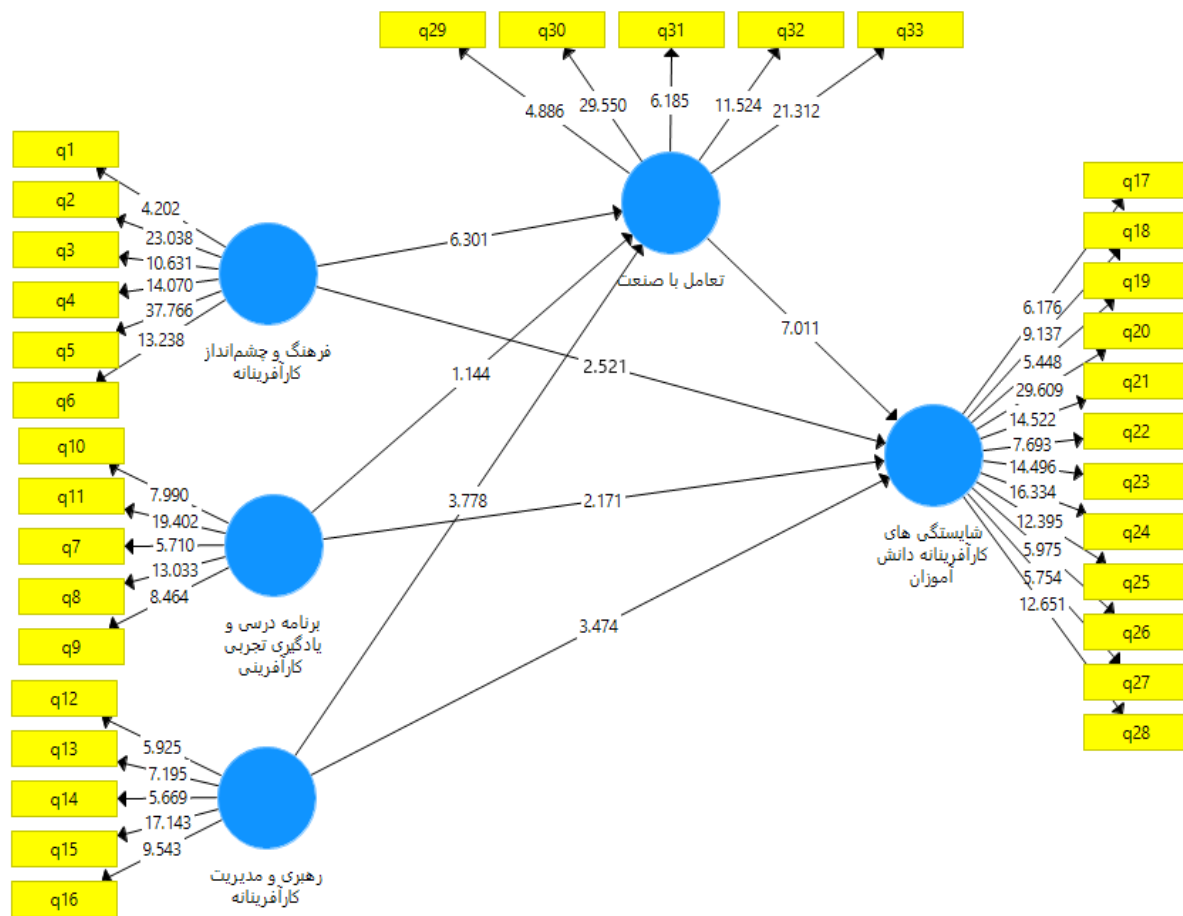 q29
q30
q31
q32
q33
4.886
29.550
6.185
11.524
21.312
تعامل با صنعت
q1
q2
q3
q4
q5
q6
4.202
23.038
10.631
14.070
37.766
13.238
فرهنگ و چشم‌انداز
کارآفرینانه
6.301
2.521
7.011
1.144
3.778
2.171
3.474
q10
q11
q7
q8
q9
7.990
19.402
5.710
13.033
8.464
برنامه درسی و
یادگیری تجربی
کارآفرینی
q12
q13
q14
q15
q16
5.925
7.195
5.669
17.143
9.543
رهبری و مدیریت
کارآفرینانه
q17
q18
q19
q20
q21
q22
q23
q24
q25
q26
q27
q28
6.176
9.137
5.448
29.609
14.522
7.693
14.496
16.334
12.395
5.975
5.754
12.651
شایستگی های
کارآفرینانه دانش
آموزان